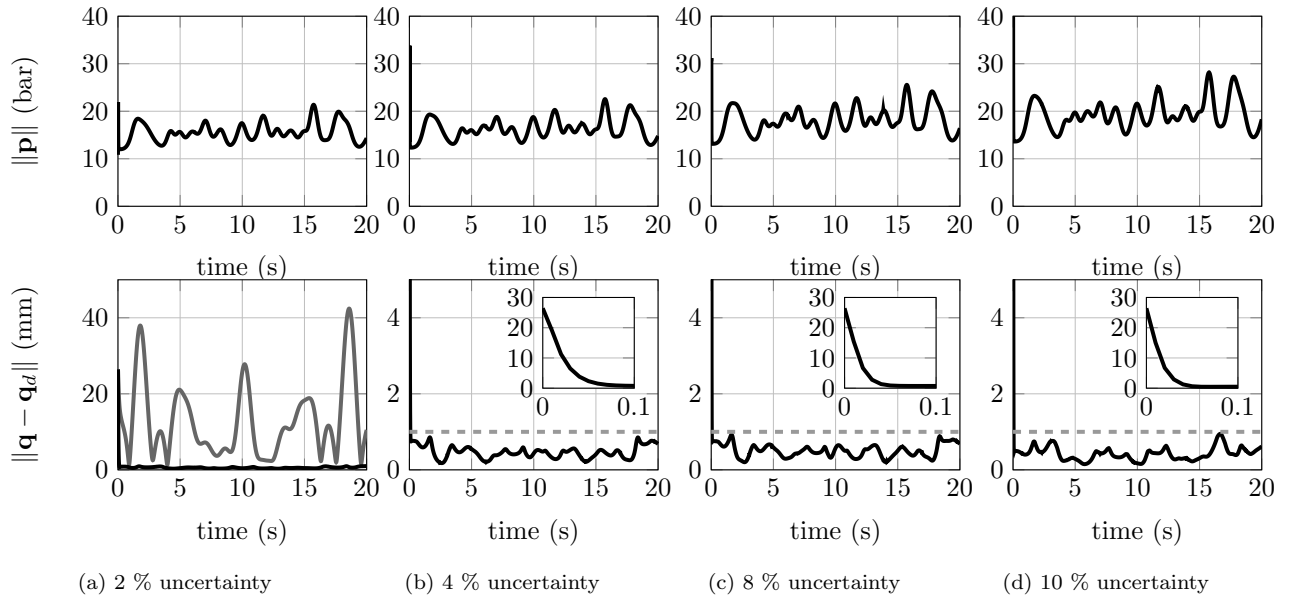 ‖p‖ (bar)
40 30 20 10 0
0 5 10 15 20
time (s)
40 30 20 10 0
0 5 10 15 20
time (s)
40 30 20 10 0
0 5 10 15 20
time (s)
40 30 20 10 0
0 5 10 15 20
time (s)
‖q − q_d‖ (mm)
40 20 0
0 5 10 15 20
time (s)
4 2 0
0 5 10 15 20
30 20 10 0
0 0.1
time (s)
4 2 0
0 5 10 15 20
30 20 10 0
0 0.1
time (s)
4 2 0
0 5 10 15 20
30 20 10 0
0 0.1
time (s)
(a) 2 % uncertainty
(b) 4 % uncertainty
(c) 8 % uncertainty
(d) 10 % uncertainty